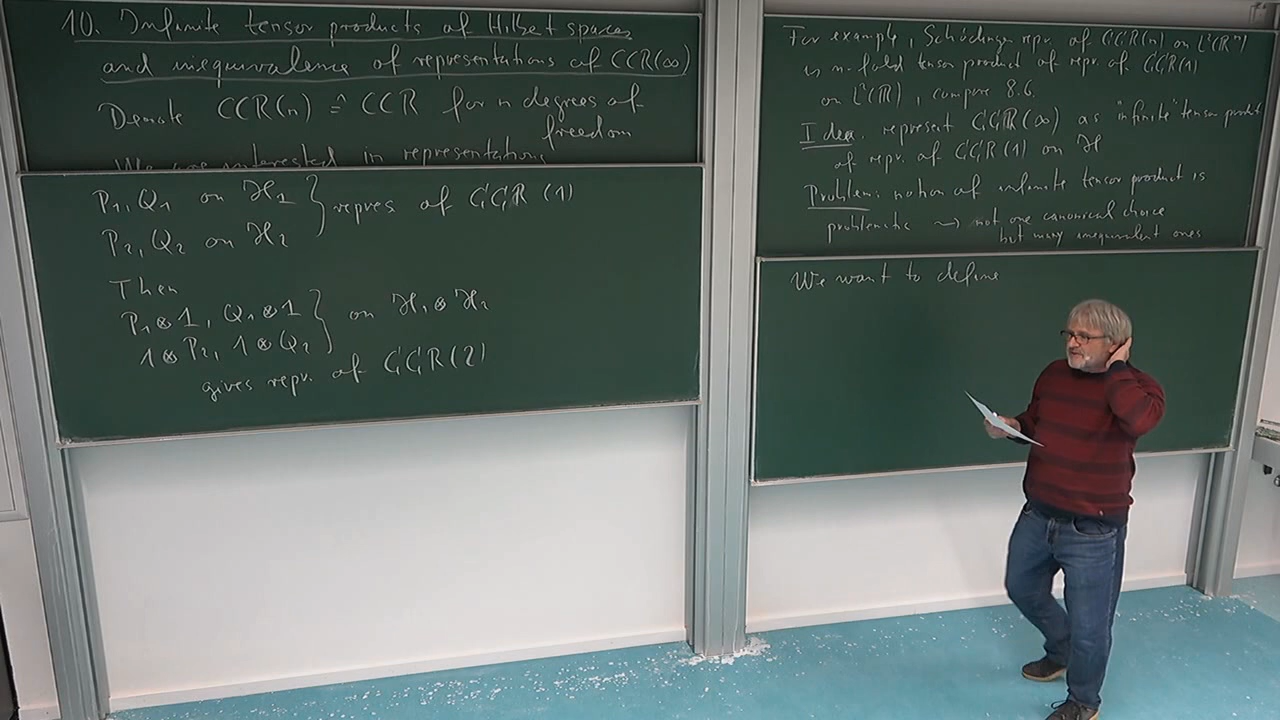 10. Infinite tensor products of Hilbert spaces
and inequivalence of representations of CCR(∞)
Denote CCR(n) ≙ CCR for n degrees of
freedom
We are interested in representations
P₁, Q₁ on ℋ₁ } repres. of CCR(1)
P₂, Q₂ on ℋ₂
Then
P₁⊗1, Q₁⊗1 } on ℋ₁⊗ℋ₂
1⊗P₂, 1⊗Q₂
gives repr. of CCR(2)
For example, Schrödinger repr. of CCR(n) on L²(ℝⁿ)
is n-fold tensor product of repr. of CCR(1)
on L²(ℝ), compare 8.6.
Idea: represent CCR(∞) as "infinite" tensor product
of repr. of CCR(1) on ℋ
Problem: notion of infinite tensor product is
problematic ⇝ not one canonical choice
but many inequivalent ones
We want to define